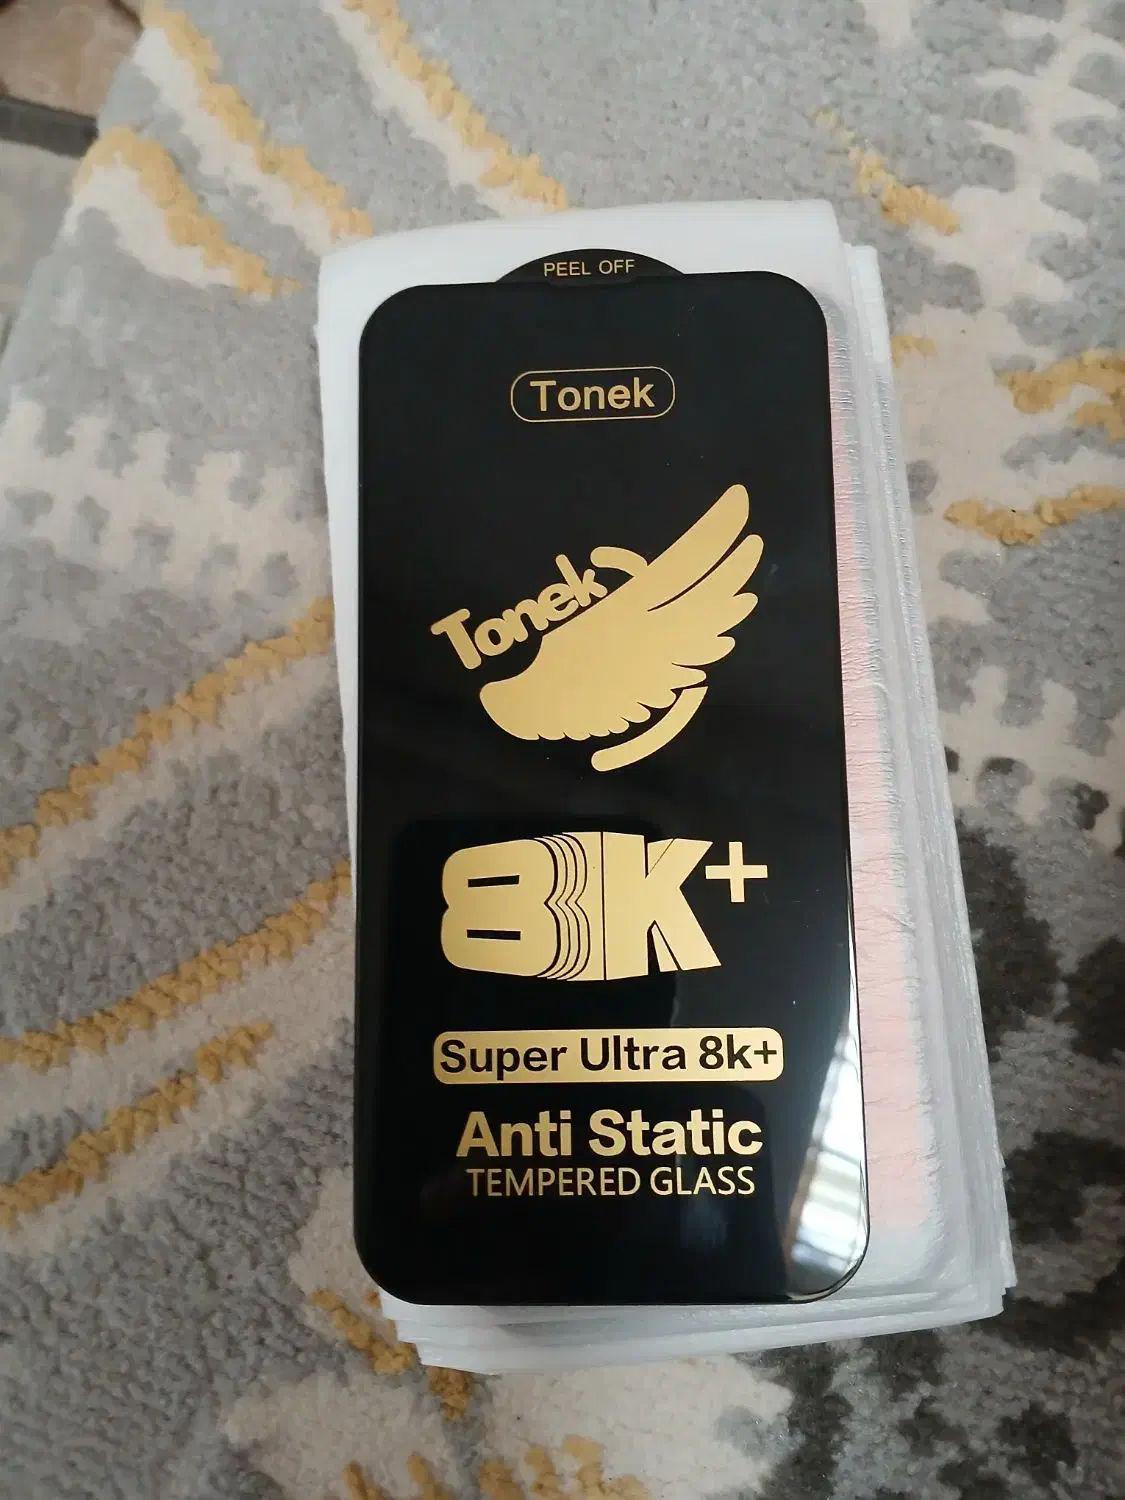 PEEL OFF
Tonek
Tonek
8K+
Super Ultra 8k+
Anti Static
TEMPERED GLASS